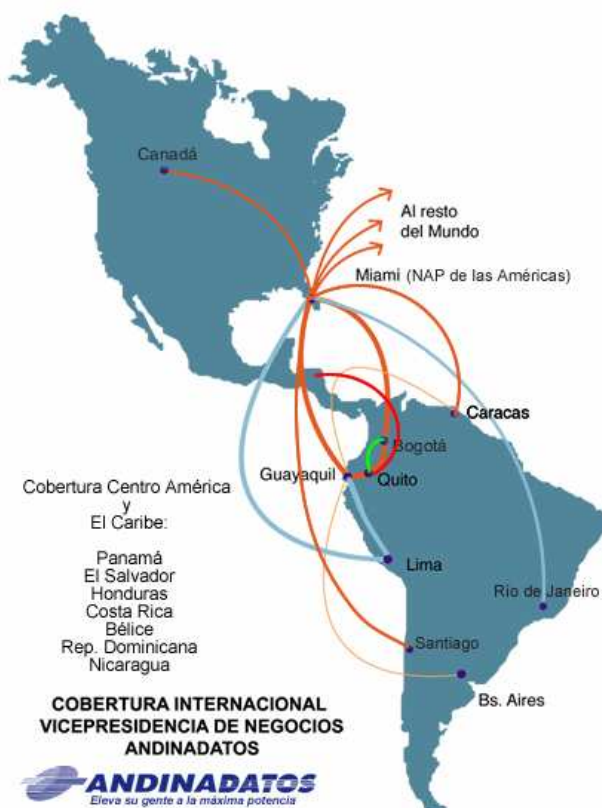 Canadá
Al resto
del Mundo
Miami (NAP de las Américas)
Caracas
Bogotá
Guayaquil
Quito
Cobertura Centro América
y
El Caribe:
Lima
Panamá
El Salvador
Honduras
Costa Rica
Bélice
Rep. Dominicana
Nicaragua
Rio de Janeiro
Santiago
Bs. Aires
COBERTURA INTERNACIONAL
VICEPRESIDENCIA DE NEGOCIOS
ANDINADATOS
ANDINADATOS
Eleva su gente a la máxima potencia